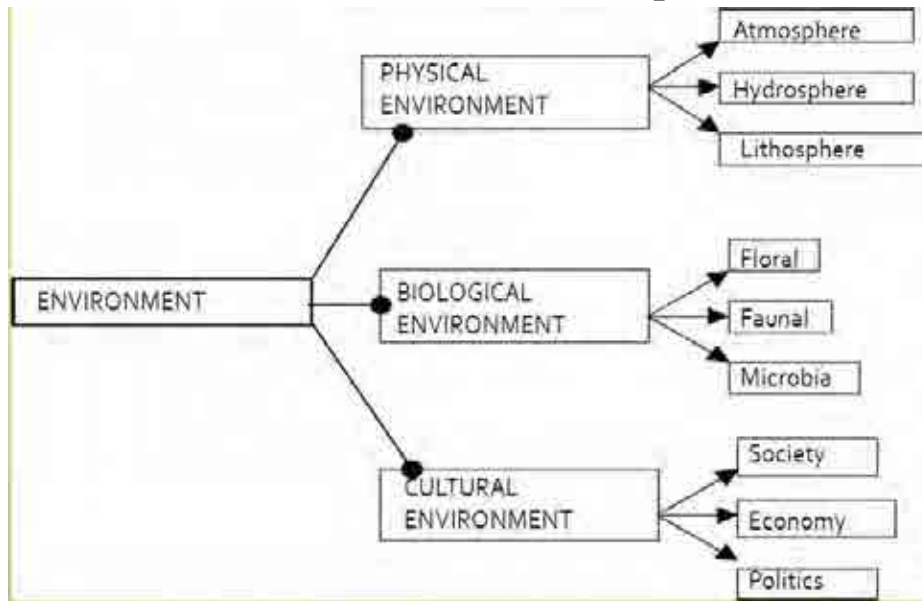 Atmosphere
PHYSICAL
ENVIRONMENT
Hydrosphere
Lithosphere
ENVIRONMENT
BIOLOGICAL
ENVIRONMENT
Floral
Faunal
Microbia
CULTURAL
ENVIRONMENT
Society
Economy
Politics